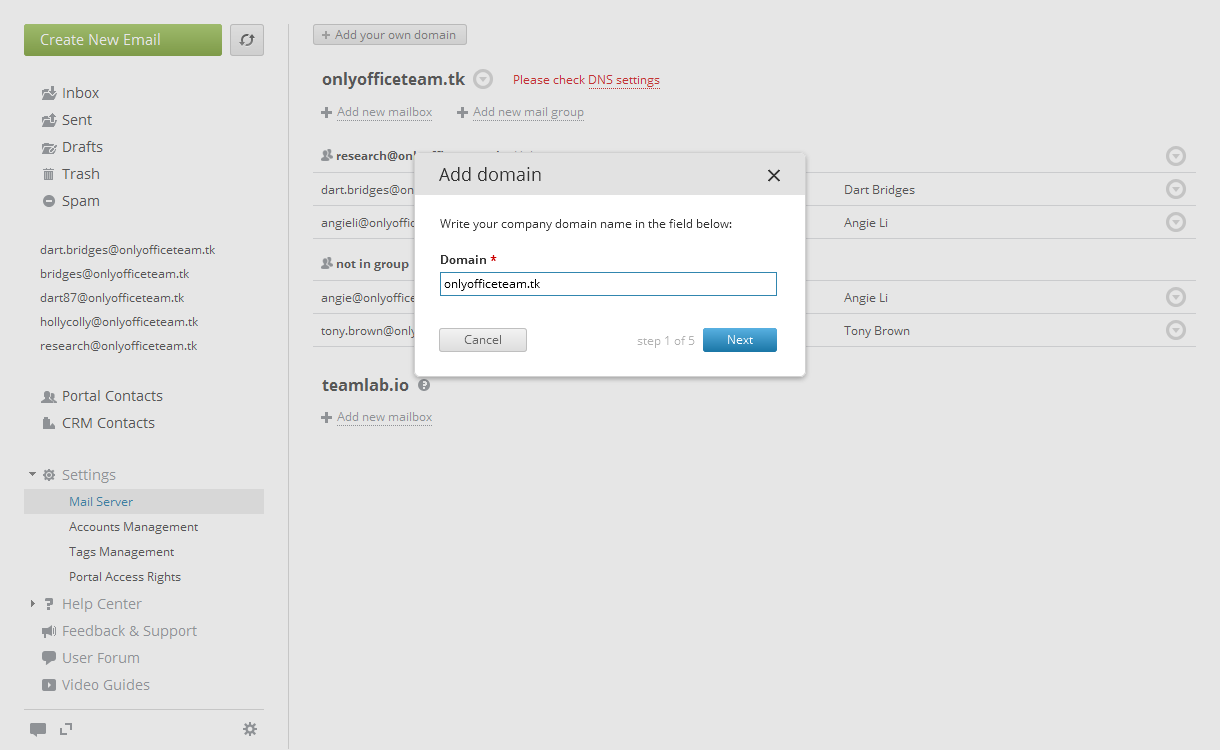 Create New Email
Inbox
Sent
Drafts
Trash
Spam
dart.bridges@onlyofficeteam.tk
bridges@onlyofficeteam.tk
dart87@onlyofficeteam.tk
hollycolly@onlyofficeteam.tk
research@onlyofficeteam.tk
Portal Contacts
CRM Contacts
Settings
Mail Server
Accounts Management
Tags Management
Portal Access Rights
Help Center
Feedback & Support
User Forum
Video Guides
+ Add your own domain
onlyofficeteam.tk Please check DNS settings
+ Add new mailbox + Add new mail group
research@onl
dart.bridges@on Dart Bridges
angieli@onlyoffic Angie Li
not in group
angie@onlyoffice Angie Li
tony.brown@only Tony Brown
teamlab.io ?
+ Add new mailbox
Add domain
Write your company domain name in the field below:
Domain *
onlyofficeteam.tk
Cancel step 1 of 5 Next